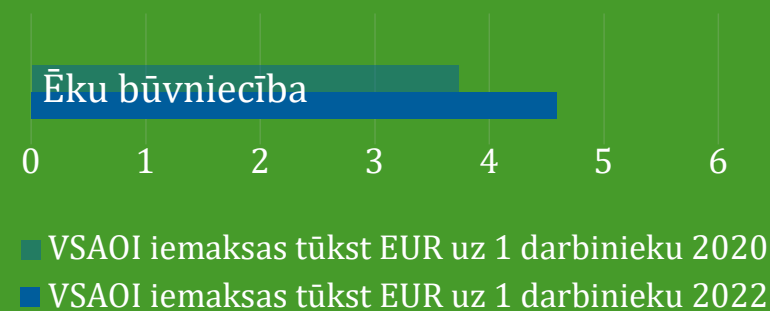 Ēku būvniecība
0 1 2 3 4 5 6
VSAOI iemaksas tūkst EUR uz 1 darbinieku 2020
VSAOI iemaksas tūkst EUR uz 1 darbinieku 2022